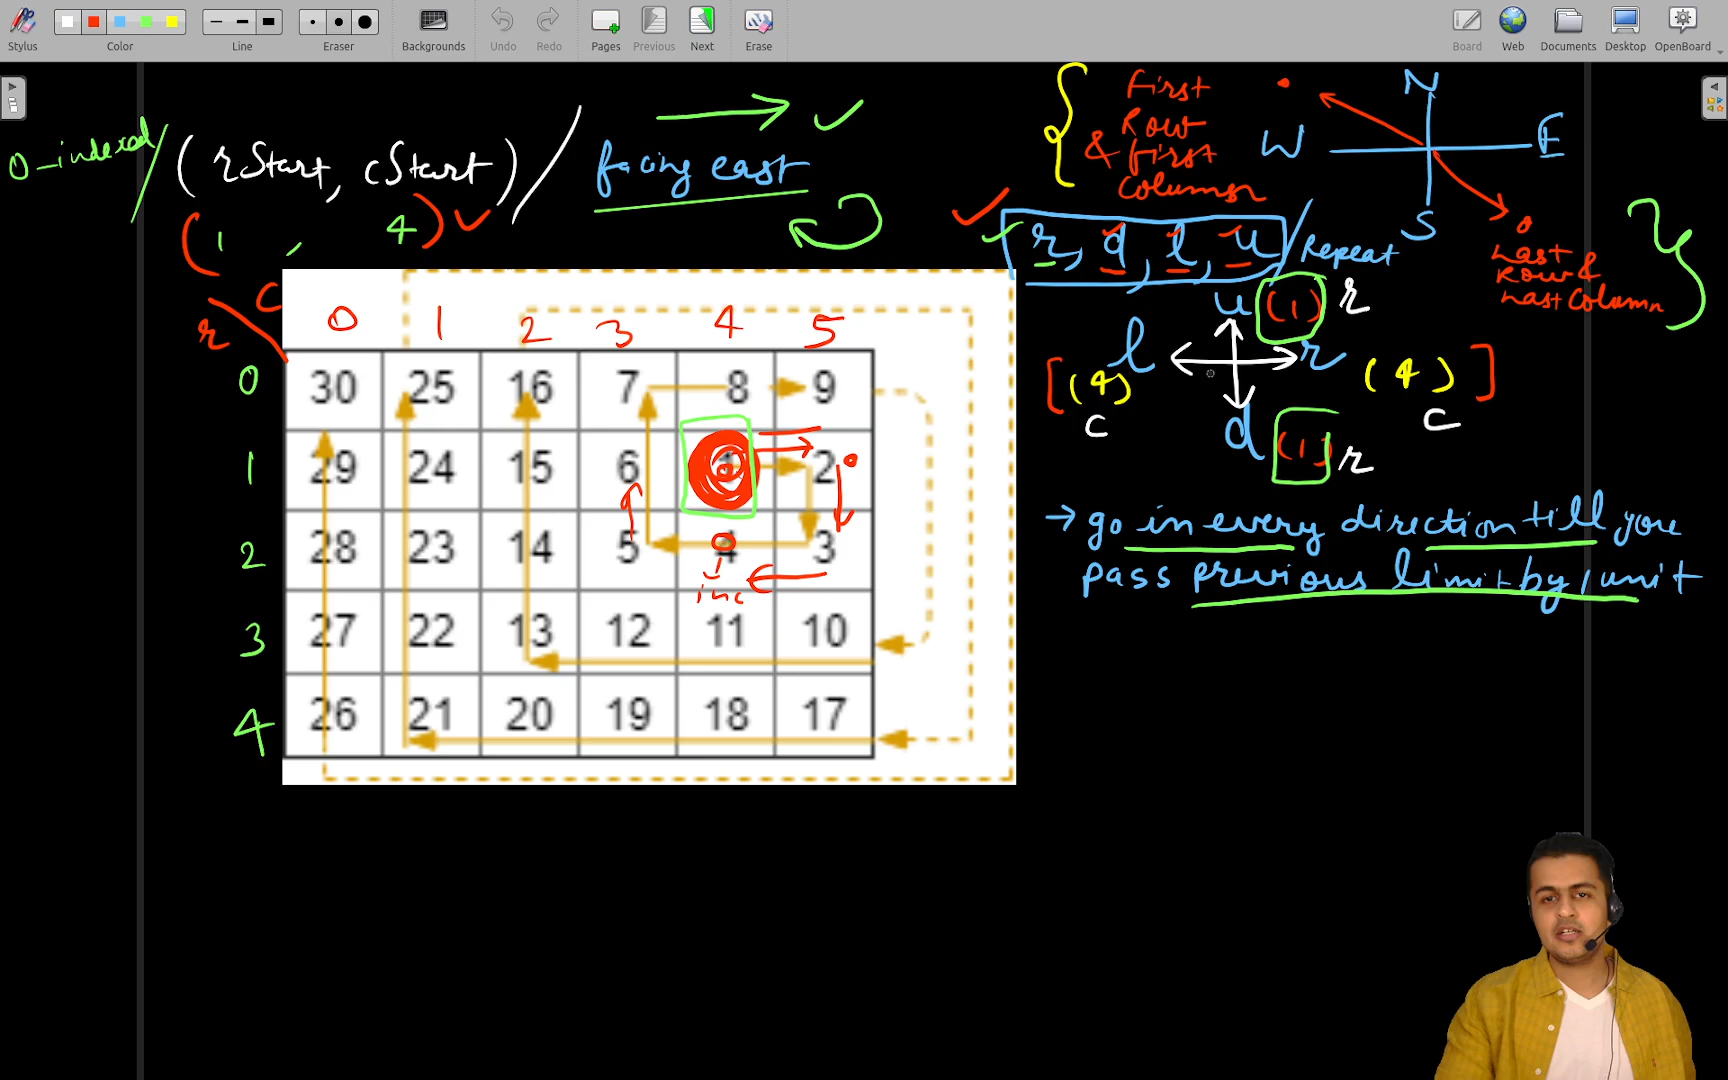 Stylus
Color
Line
Eraser
Backgrounds
Undo
Redo
Pages
Previous
Next
Erase
Board
Web
Documents
Desktop
OpenBoard
0-indexed / (rStart, cStart) / facing east
(1, 4)
First
Row
& First
Column
N
W
E
S
Last
Row &
Last Column
r, d, l, u / Repeat
u (1) r
l r
(4) (4)
c c
d (1) r
→ go in every direction till you
pass previous limit by 1 unit
c
r
0 1 2 3 4 5
0 30 25 16 7 8 9
1 29 24 15 6 1 2
2 28 23 14 5 4 3
inc
3 27 22 13 12 11 10
4 26 21 20 19 18 17